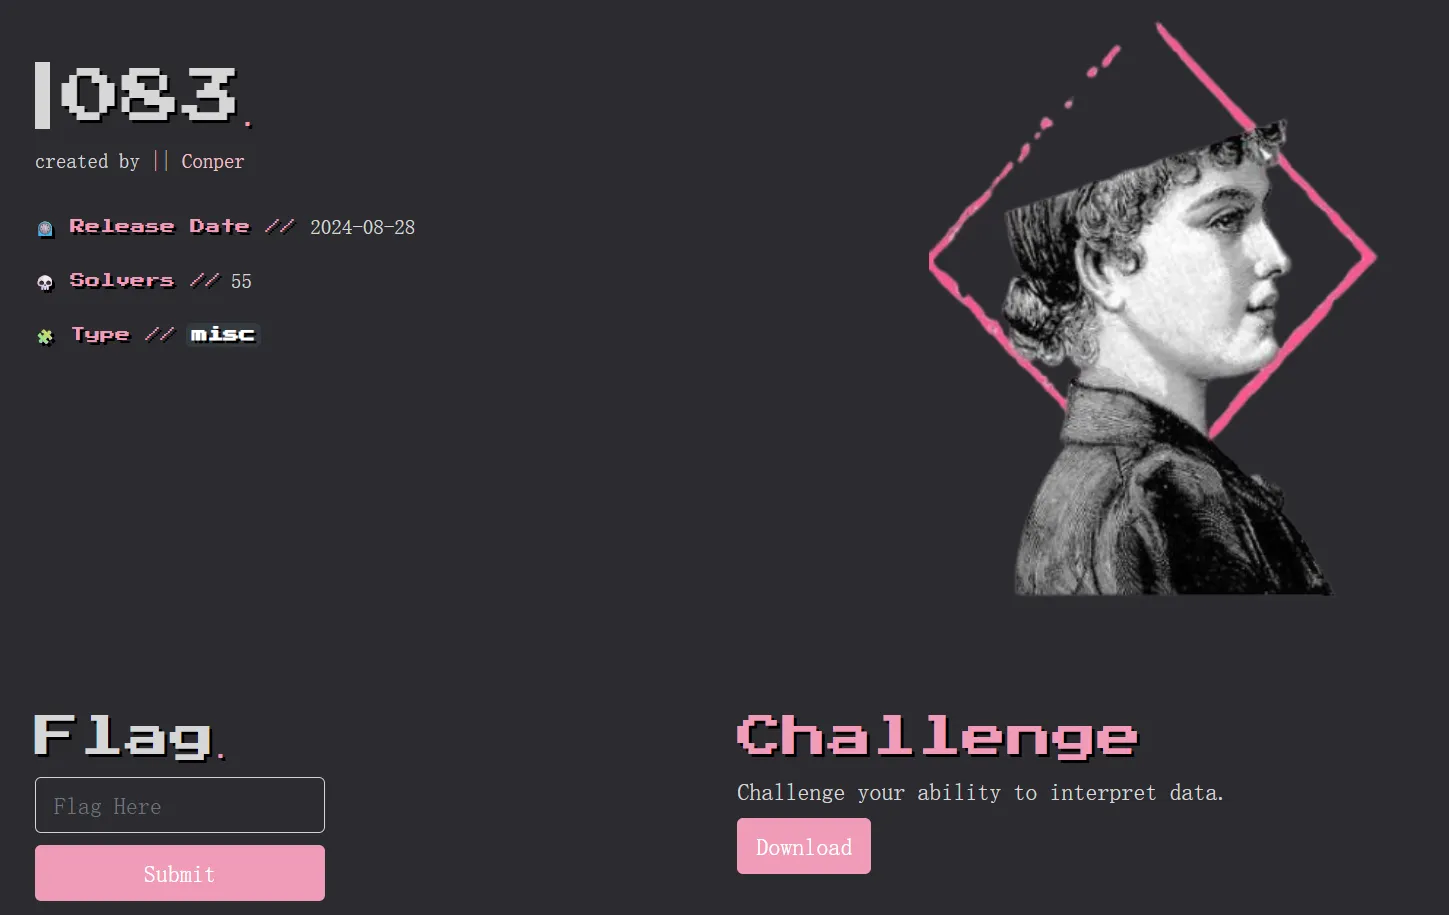 |083.
created by || Conper
Release Date // 2024-08-28
Solvers // 55
Type // misc
Flag.
Flag Here
Submit
Challenge
Challenge your ability to interpret data.
Download